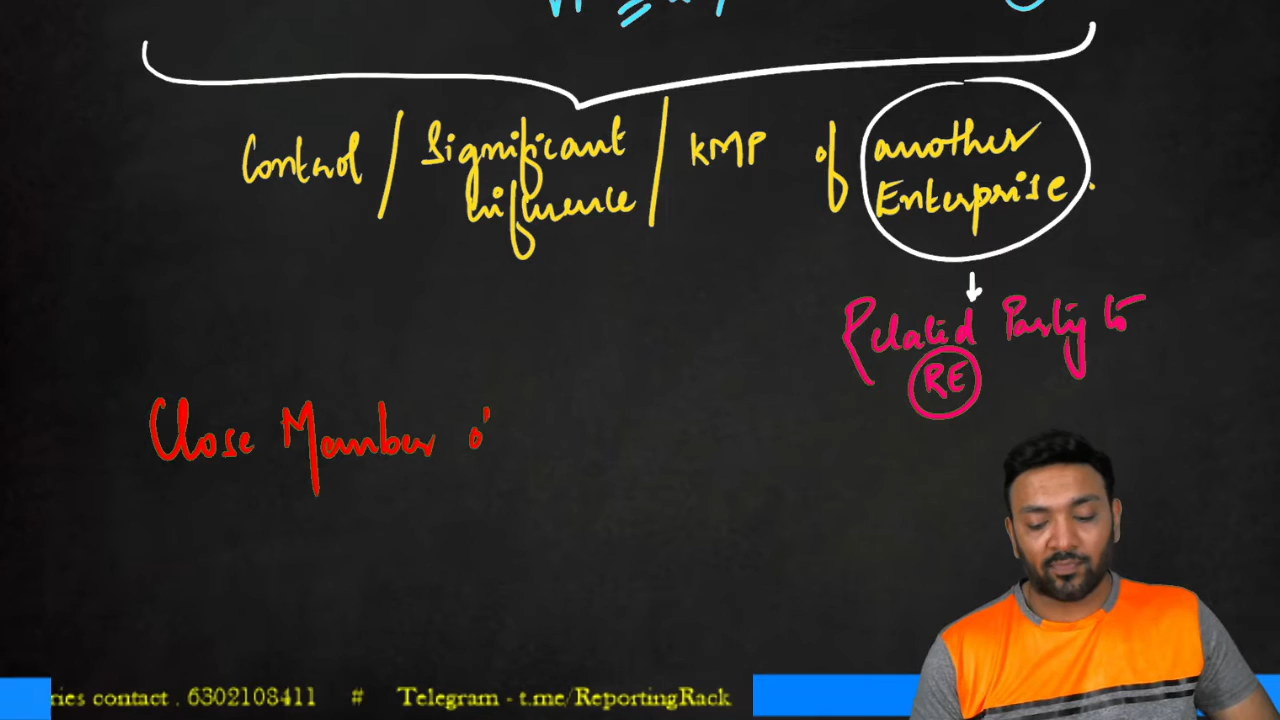 Control / Significant influence / KMP of another Enterprise.
Related Party to
RE
Close Member o
ries contact . 6302108411 # Telegram - t.me/ReportingRack